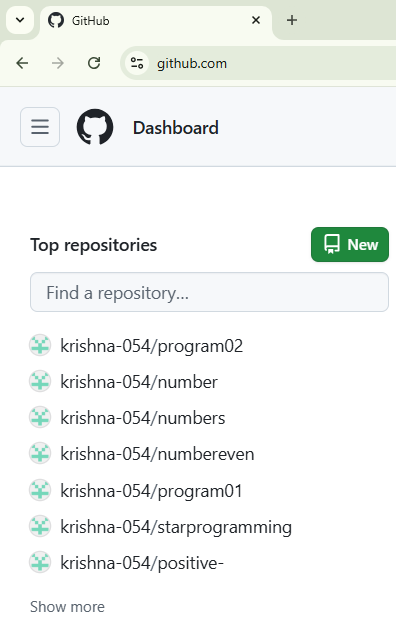 GitHub
github.com
Dashboard
Top repositories
New
Find a repository...
krishna-054/program02
krishna-054/number
krishna-054/numbers
krishna-054/numbereven
krishna-054/program01
krishna-054/starprogramming
krishna-054/positive-
Show more